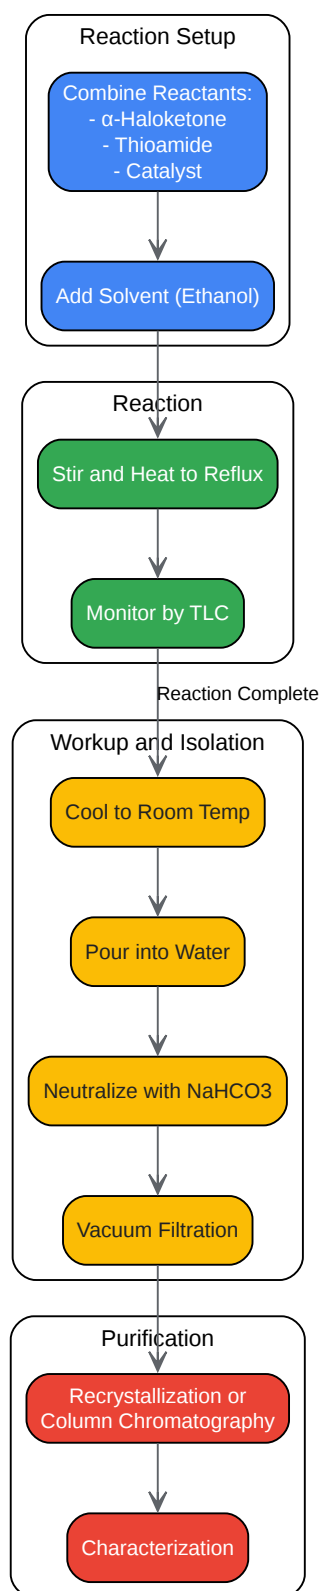 Reaction Setup
Combine Reactants:
- α-Haloketone
- Thioamide
- Catalyst
Add Solvent (Ethanol)
Reaction
Stir and Heat to Reflux
Monitor by TLC
Reaction Complete
Workup and Isolation
Cool to Room Temp
Pour into Water
Neutralize with NaHCO3
Vacuum Filtration
Purification
Recrystallization or
Column Chromatography
Characterization